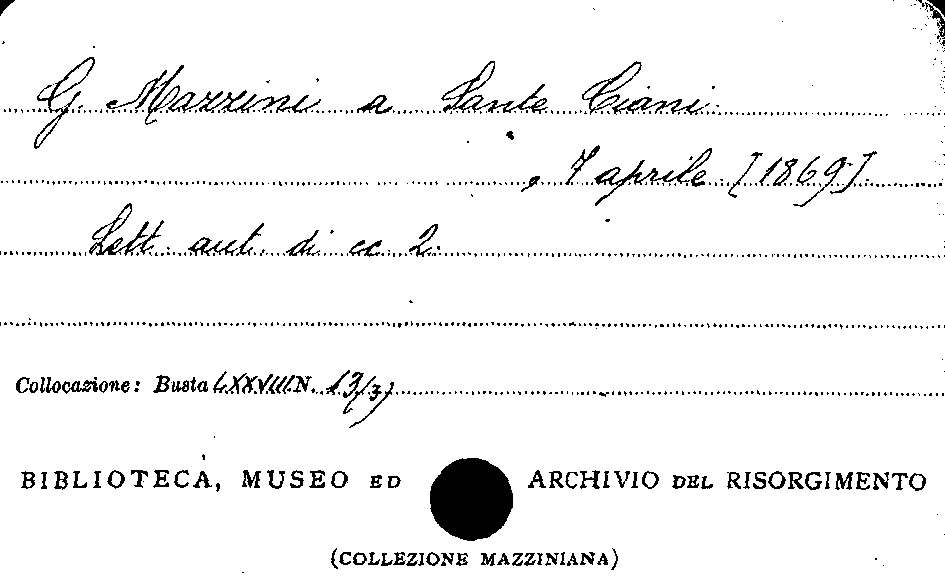 G. Mazzini a Sante Ciani.
, 7 aprile [1869].
Lett. aut. di cc. 2.
Collocazione: Busta LXXVIII N. 13(3)
BIBLIOTECA, MUSEO ED ARCHIVIO DEL RISORGIMENTO
(COLLEZIONE MAZZINIANA)